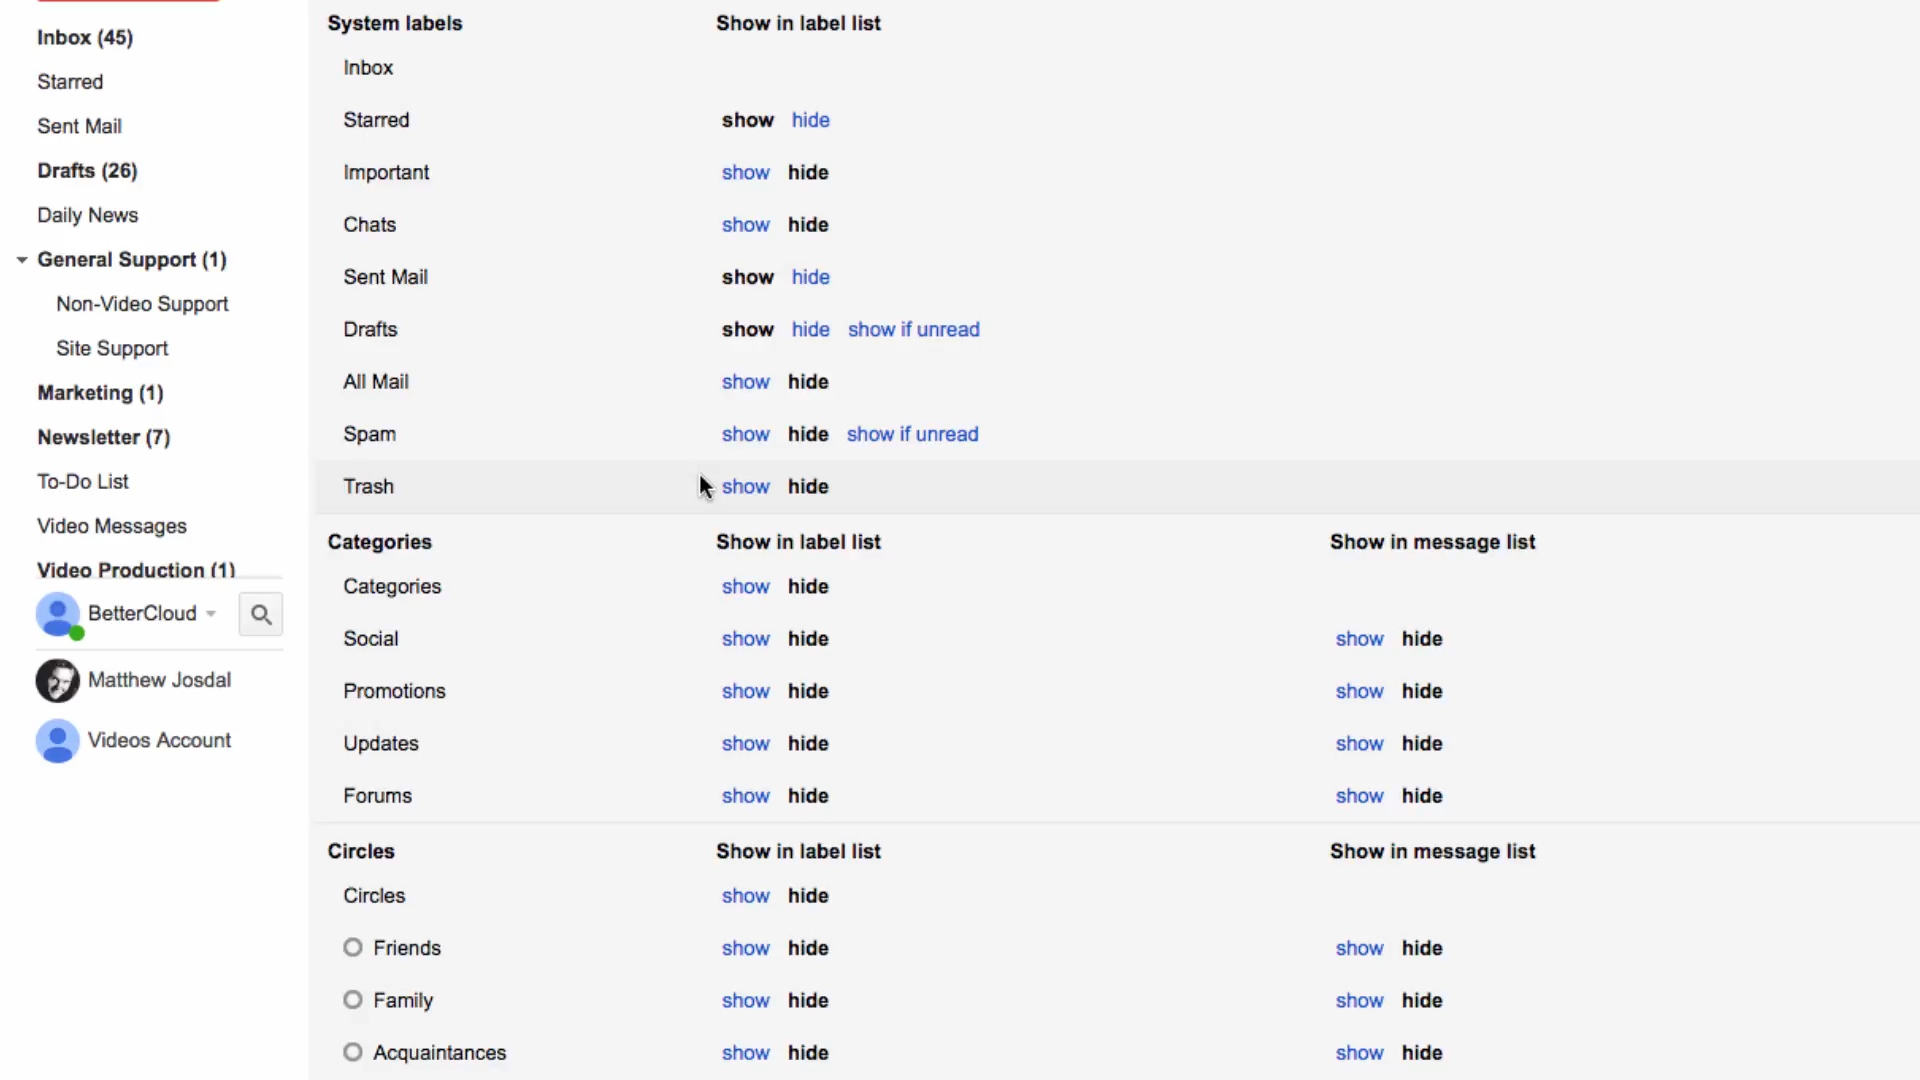 Inbox (45)
Starred
Sent Mail
Drafts (26)
Daily News
General Support (1)
Non-Video Support
Site Support
Marketing (1)
Newsletter (7)
To-Do List
Video Messages
Video Production (1)
BetterCloud
Matthew Josdal
Videos Account
System labels Show in label list
Inbox
Starred show hide
Important show hide
Chats show hide
Sent Mail show hide
Drafts show hide show if unread
All Mail show hide
Spam show hide show if unread
Trash show hide
Categories Show in label list Show in message list
Categories show hide
Social show hide show hide
Promotions show hide show hide
Updates show hide show hide
Forums show hide show hide
Circles Show in label list Show in message list
Circles show hide
Friends show hide show hide
Family show hide show hide
Acquaintances show hide show hide